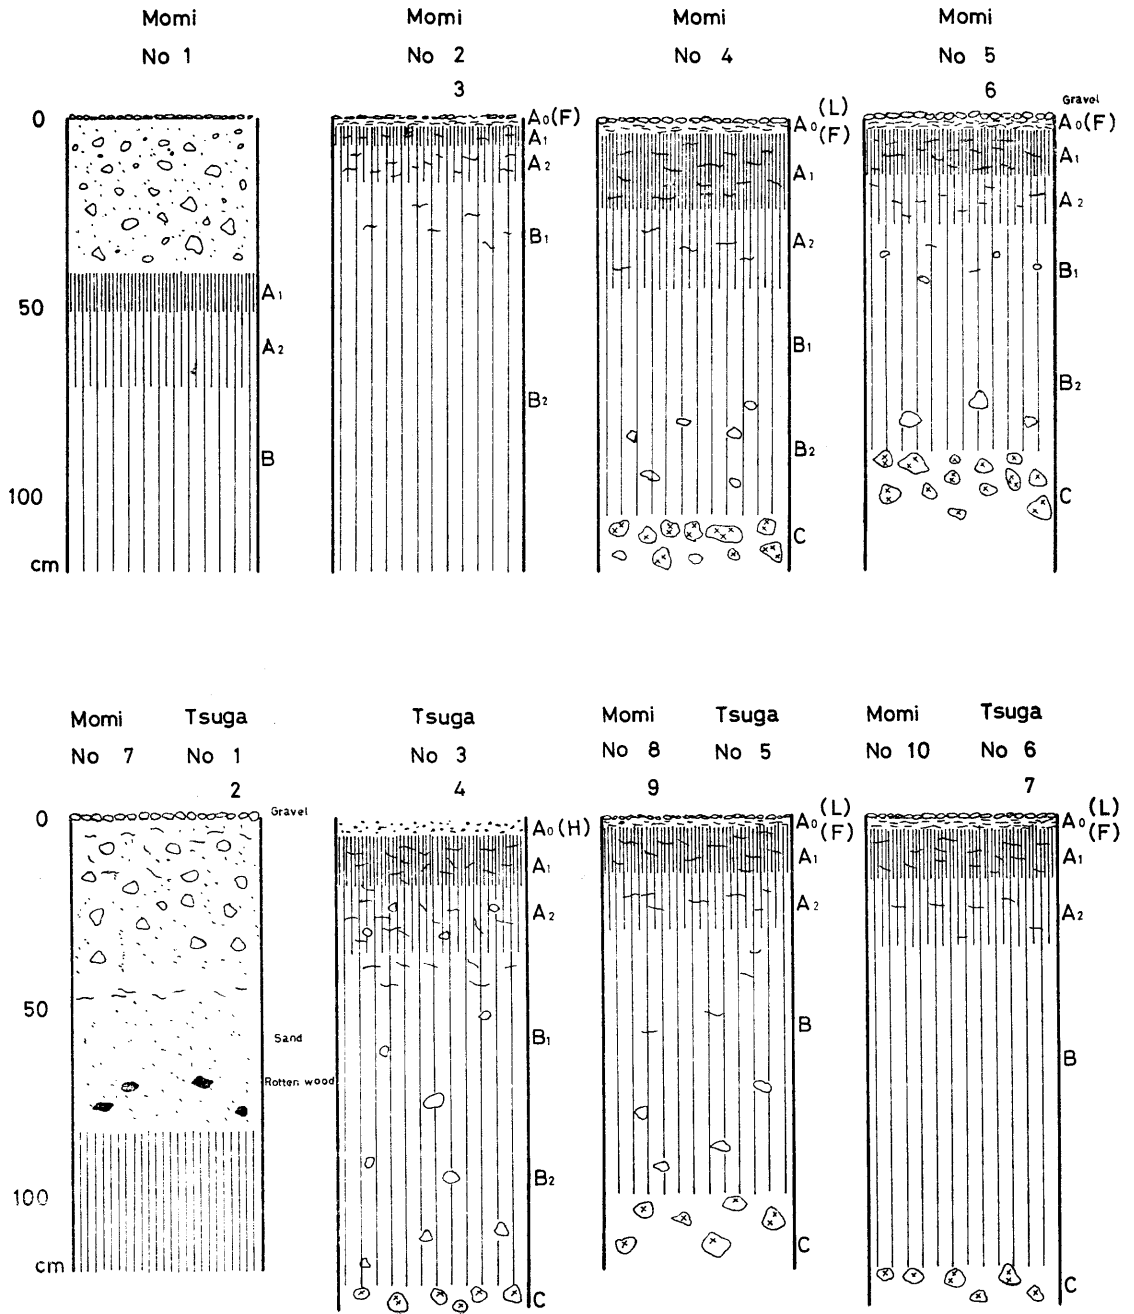 Momi Momi Momi Momi
No 1 No 2 No 4 No 5
3 6
Gravel
0 A₀(F) (L) A₀(F) A₀(F)
A₁ A₁ A₁
A₂ A₁ A₂
B₁ A₂ B₁
A₁
50 A₂ B₁ B₂
B₂
B B₂
100 C C
cm
Momi Tsuga Tsuga Momi Tsuga Momi Tsuga
No 7 No 1 No 3 No 8 No 5 No 10 No 6
2 4 9 7
Gravel (L) (L)
0 A₀(H) A₀(F) A₀(F)
A₁ A₁ A₁
A₂ A₂ A₂
50
Sand B₁ B
Rotten wood B
100 B₂
C
cm C C